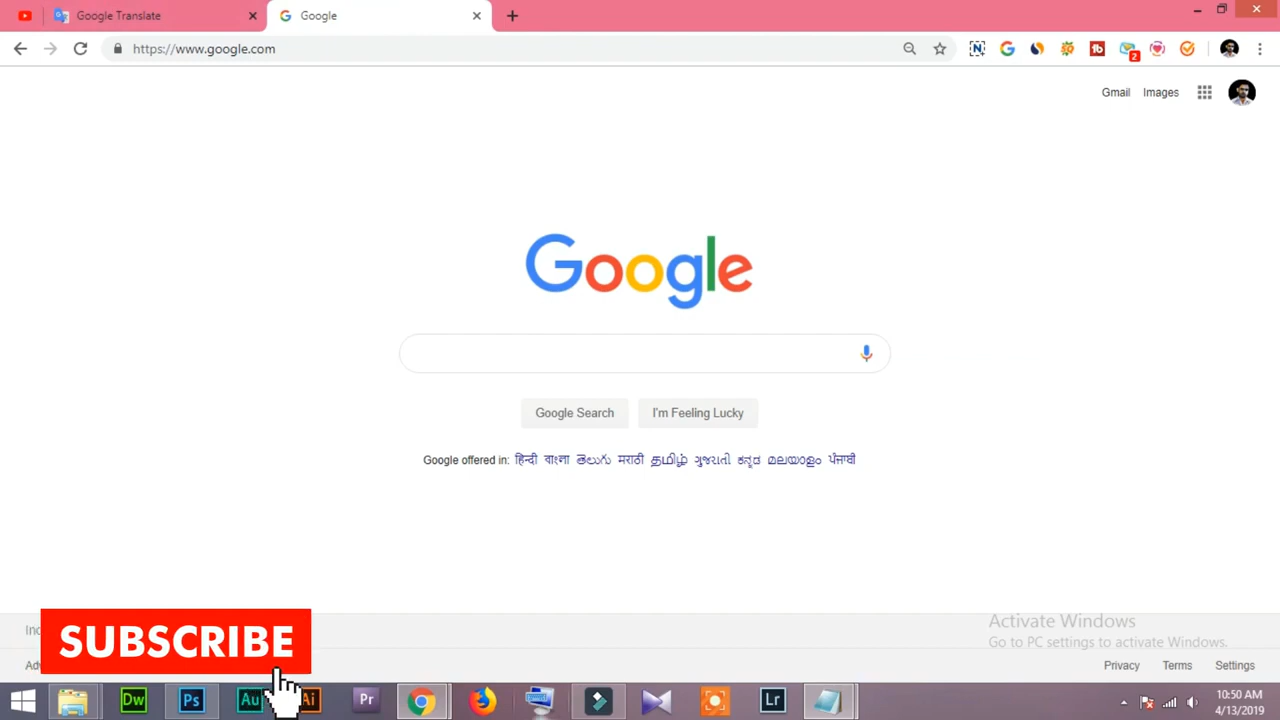 Google Translate
Google
https://www.google.com
2
Gmail Images
Google
Google Search
I'm Feeling Lucky
Google offered in: हिन्दी বাংলা తెలుగు मराठी தமிழ் ગુજરાતી ಕನ್ನಡ മലയാളം ਪੰਜਾਬੀ
Activate Windows
Go to PC settings to activate Windows.
SUBSCRIBE
Privacy Terms Settings
Dw Ps Au Ai Pr Lr
10:50 AM
4/13/2019